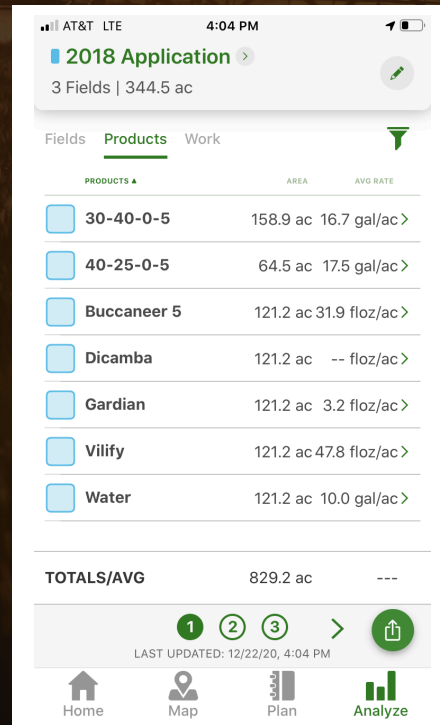 AT&T LTE 4:04 PM
2018 Application
3 Fields | 344.5 ac
Fields Products Work
PRODUCTS AREA AVG RATE
30-40-0-5 158.9 ac 16.7 gal/ac
40-25-0-5 64.5 ac 17.5 gal/ac
Buccaneer 5 121.2 ac 31.9 floz/ac
Dicamba 121.2 ac -- floz/ac
Gardian 121.2 ac 3.2 floz/ac
Vilify 121.2 ac 47.8 floz/ac
Water 121.2 ac 10.0 gal/ac
TOTALS/AVG 829.2 ac ---
1 2 3
LAST UPDATED: 12/22/20, 4:04 PM
Home Map Plan Analyze